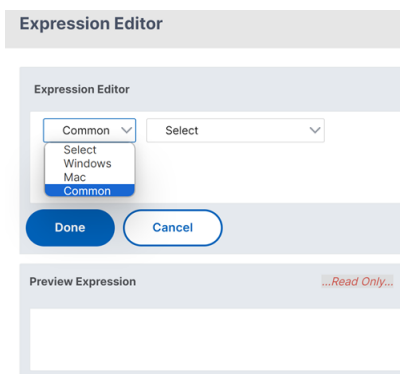 Expression Editor
Expression Editor
Common Select
Select
Windows
Mac
Common
Done Cancel
Preview Expression ...Read Only...